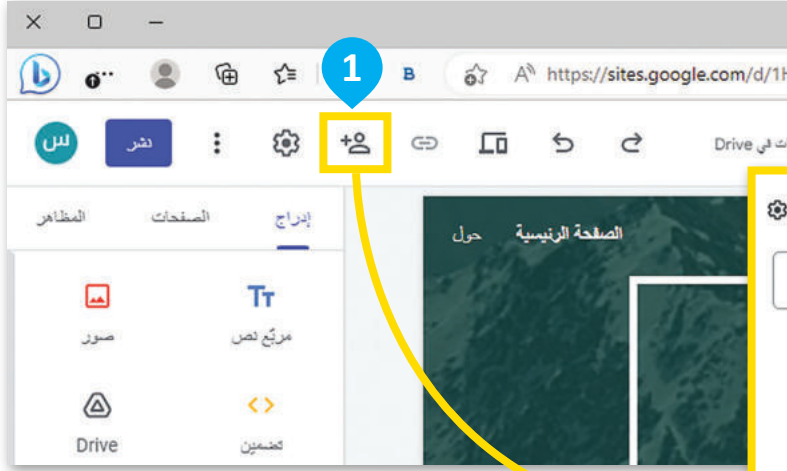 1
B
A
https://sites.google.com/d/1H
س
نشر
في Drive
إدراج
الصفحات
المظاهر
الصفحة الرئيسية
حول
Tт
مربّع نص
صور
تضمين
Drive